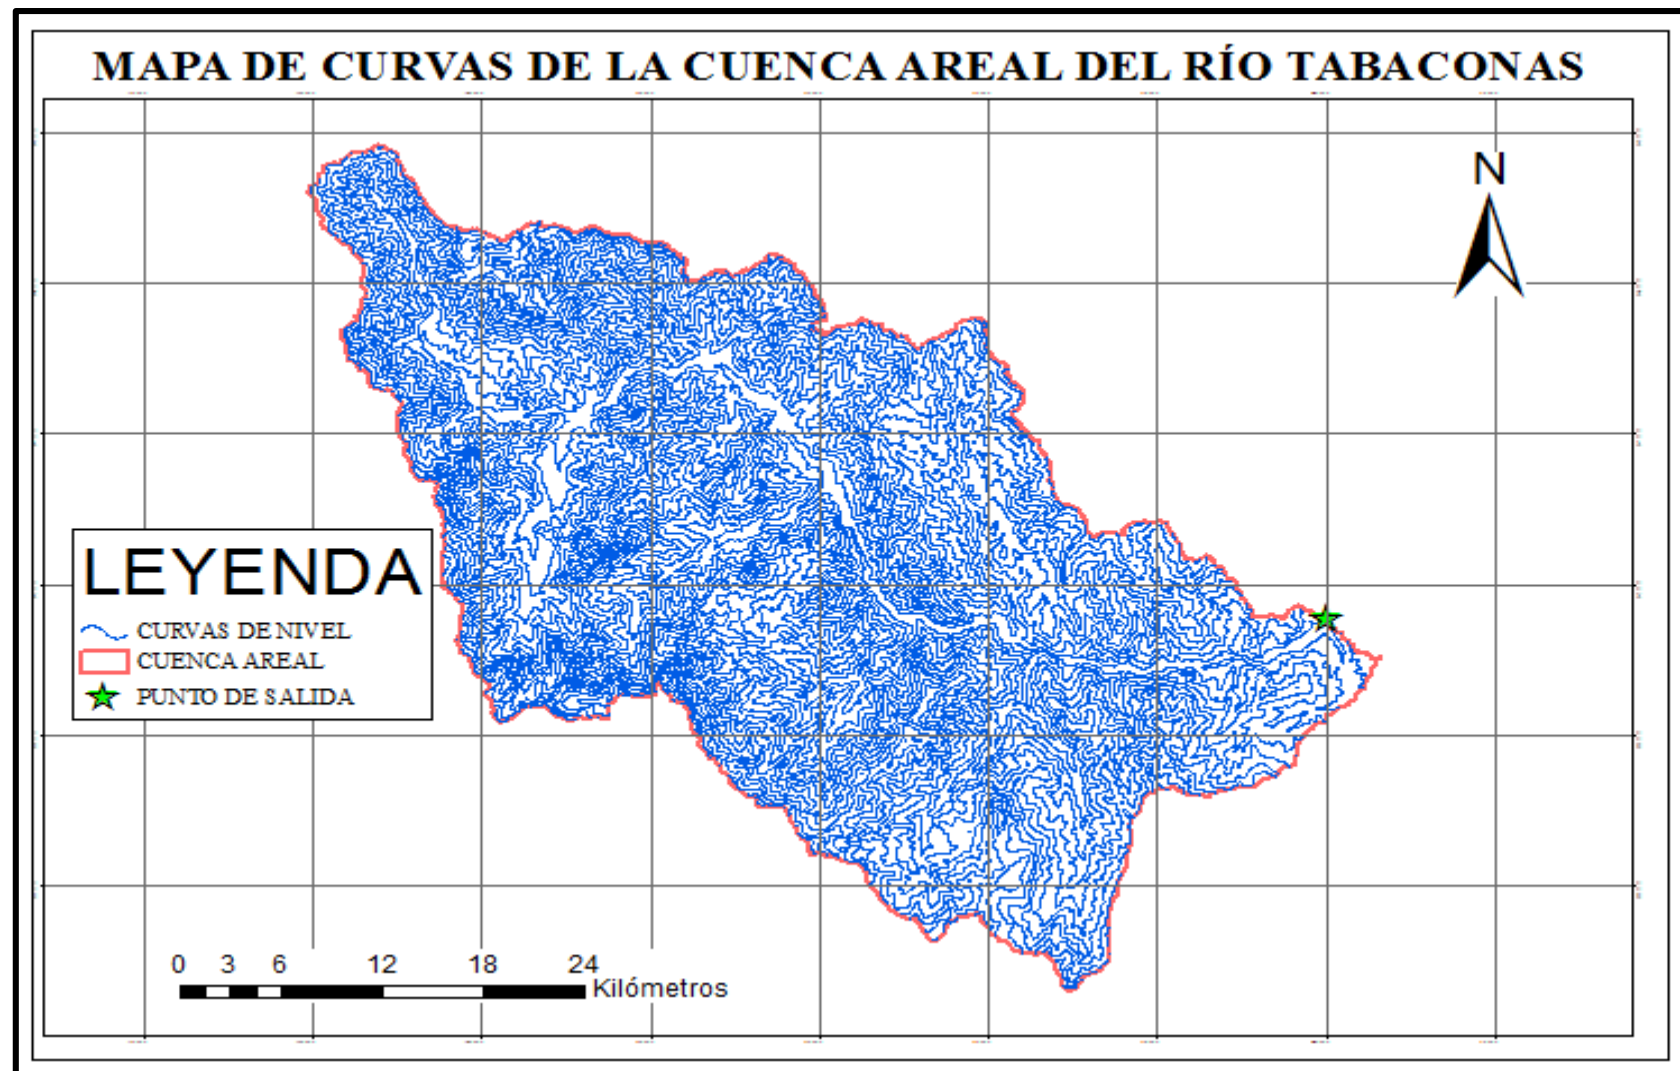 MAPA DE CURVAS DE LA CUENCA AREAL DEL RÍO TABACONAS
N
LEYENDA
CURVAS DE NIVEL
CUENCA AREAL
PUNTO DE SALIDA
0 3 6 12 18 24
Kilómetros